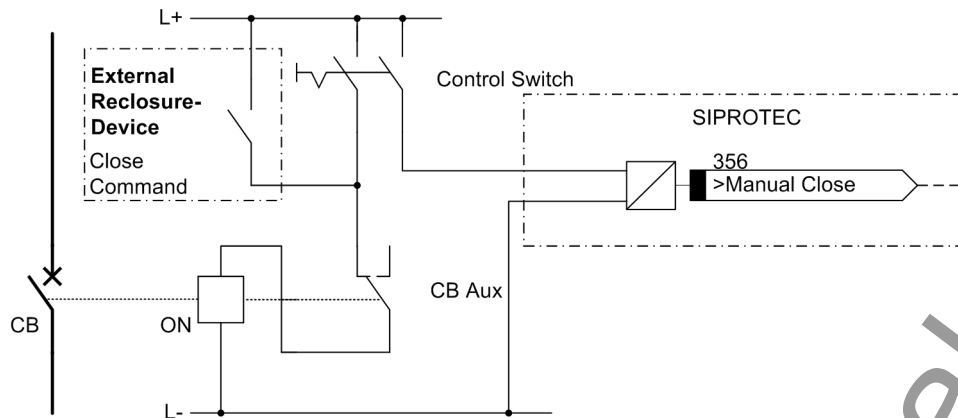 L+
External
Reclosure-
Device
Close
Command
Control Switch
SIPROTEC
356
>Manual Close
CB Aux
CB
ON
L-